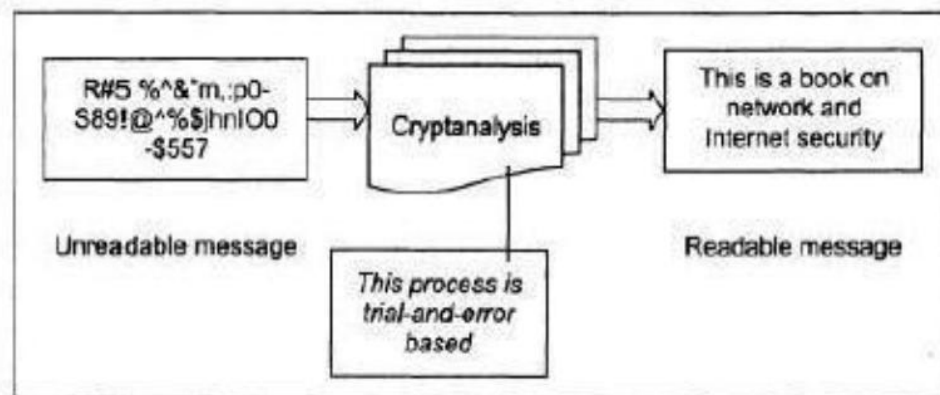 R#5 %^&*m,:p0-
S89!@^%$jhnIO0
-$557
Cryptanalysis
This is a book on
network and
Internet security
Unreadable message
Readable message
This process is
trial-and-error
based